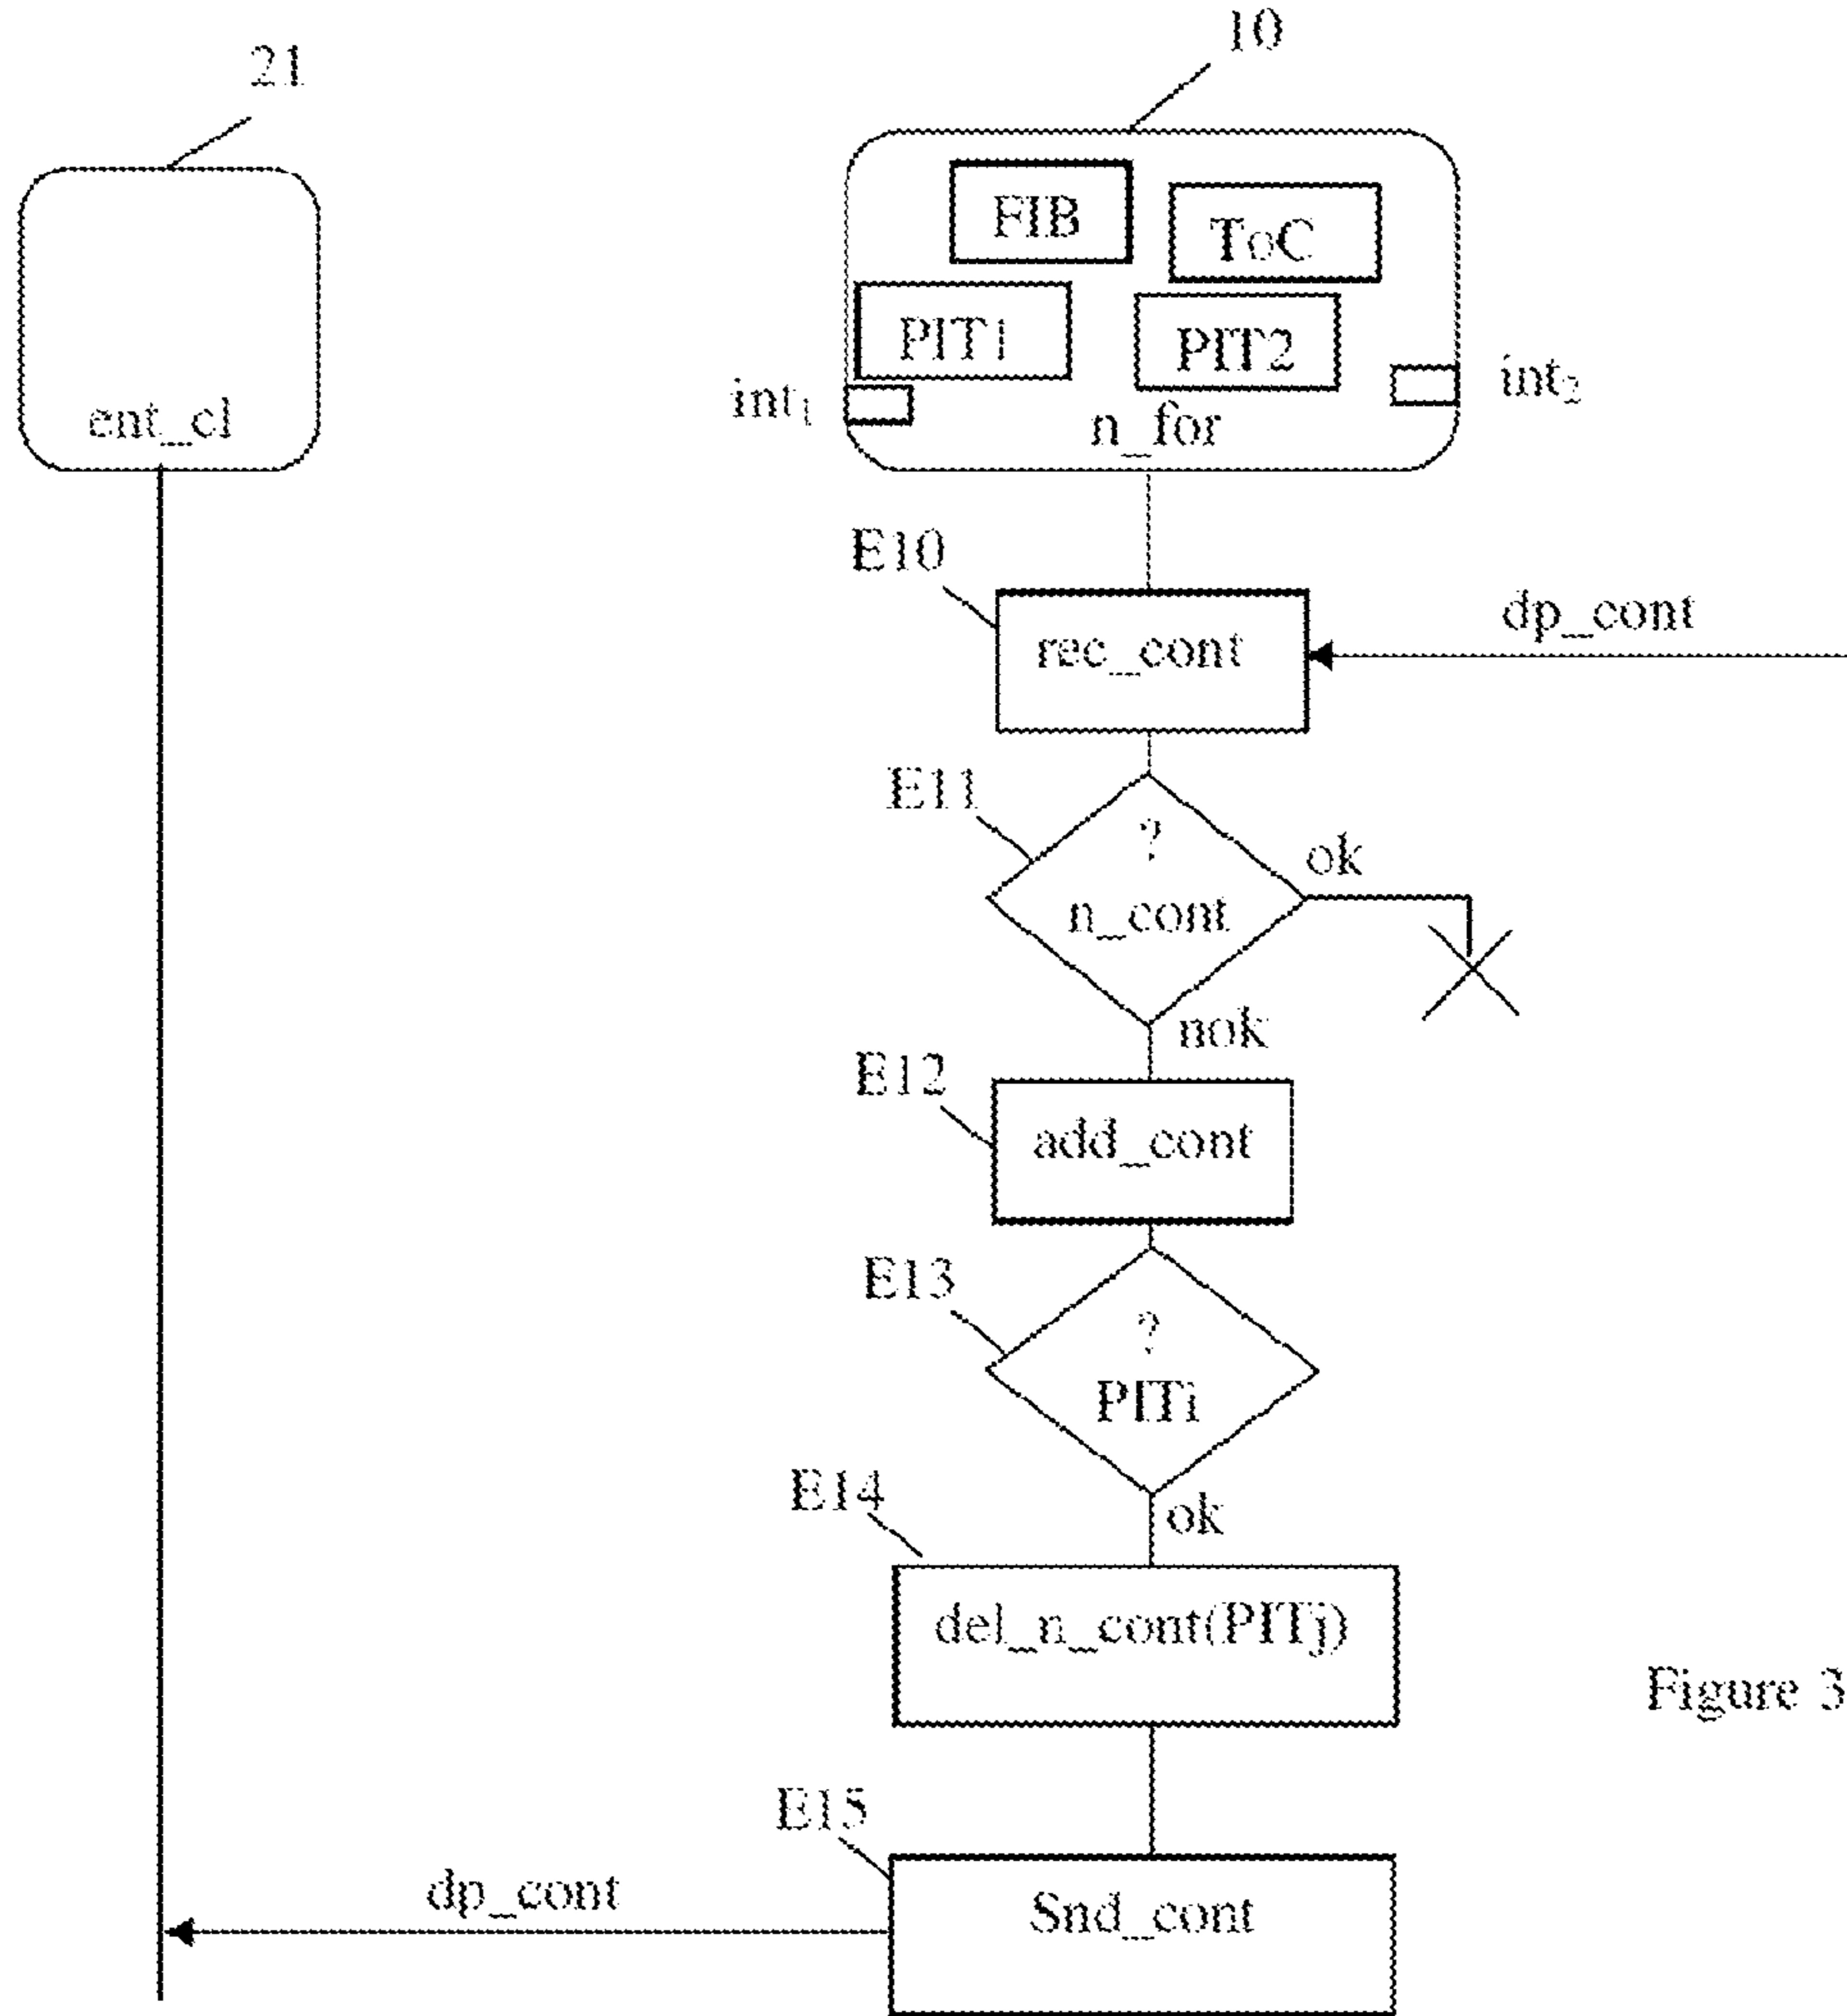 21
10
FIB
ToC
PIT1
PIT2
int₁
int₂
ent_cl
n_for
E10
rec_cont
dp_cont
E11
?
n_cont
ok
nok
E12
add_cont
E13
?
PITi
ok
E14
del_n_cont(PITj)
Figure 3
E15
Snd_cont
dp_cont